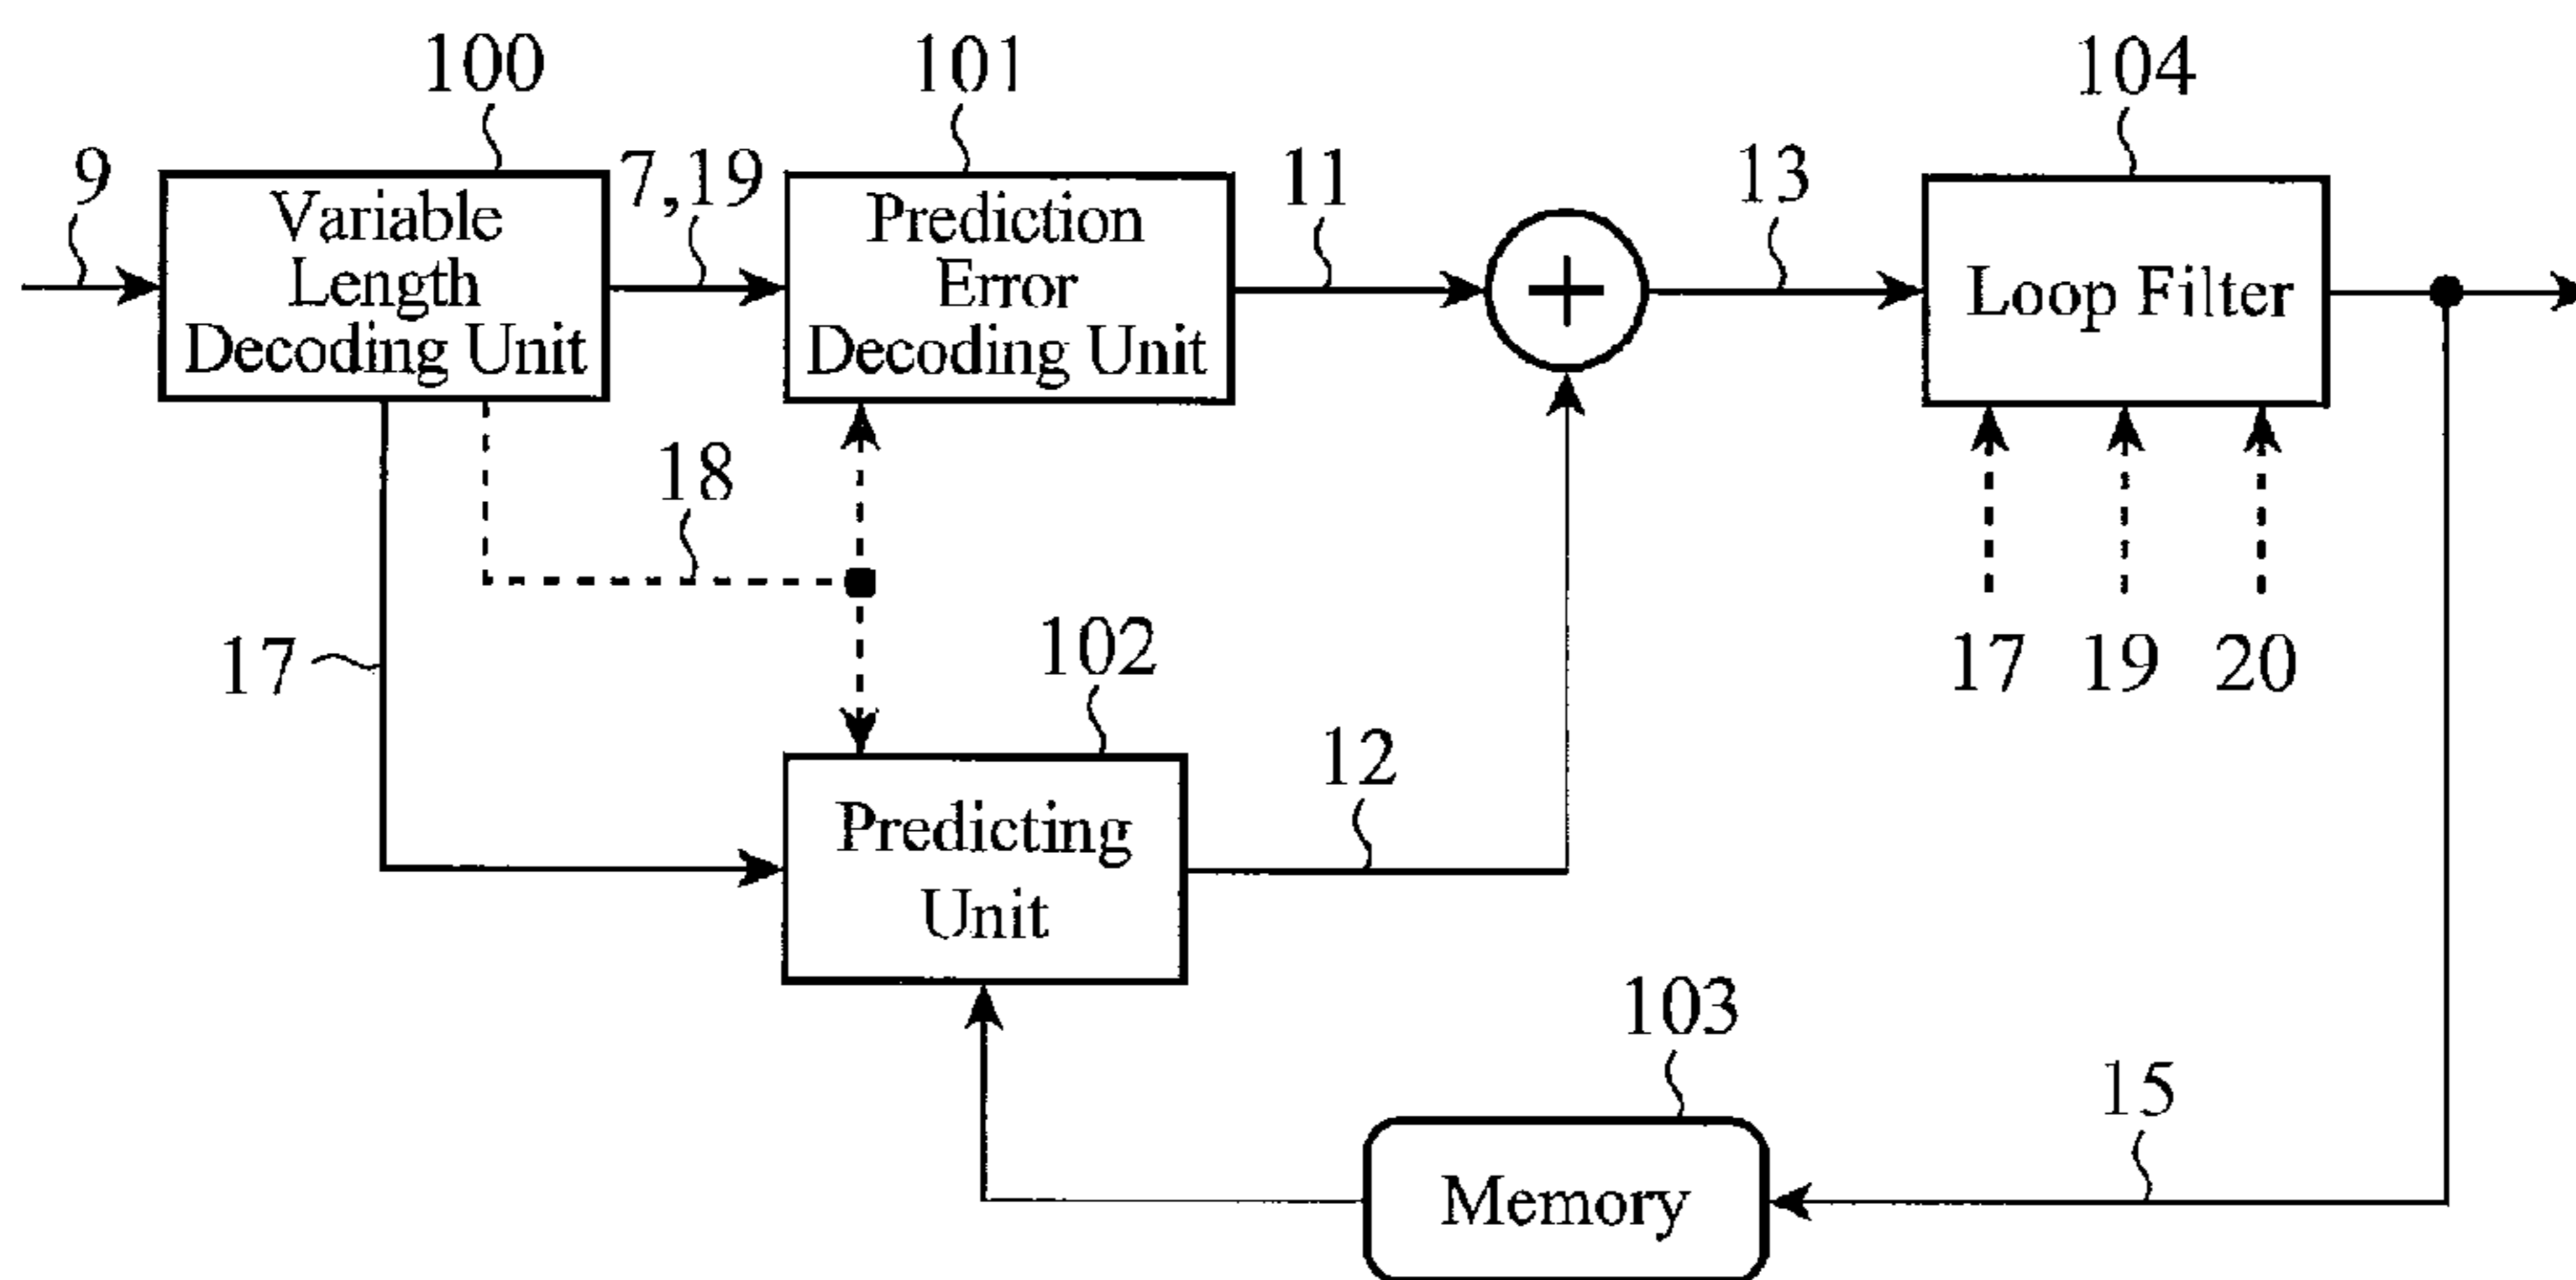 100
101
104
9
7,19
11
13
Variable
Length
Decoding Unit
Prediction
Error
Decoding Unit
+
Loop Filter
18
17
102
17
19
20
12
Predicting
Unit
103
15
Memory